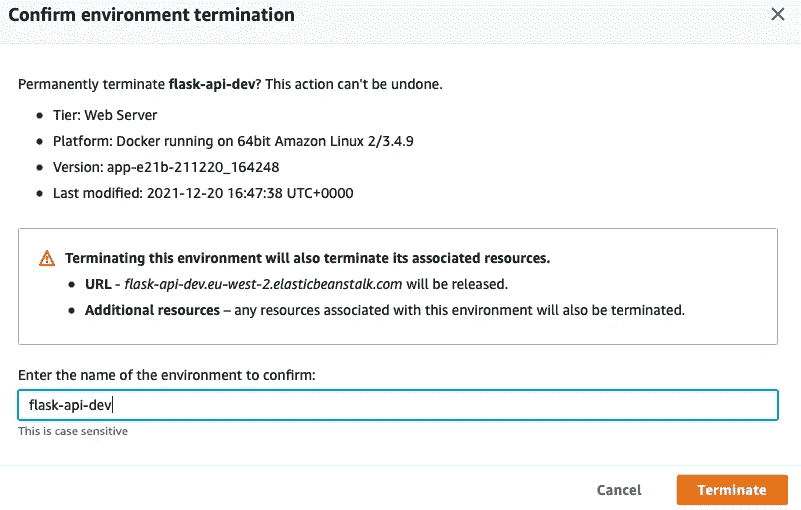 Confirm environment termination
Permanently terminate flask-api-dev? This action can't be undone.
Tier: Web Server
Platform: Docker running on 64bit Amazon Linux 2/3.4.9
Version: app-e21b-211220_164248
Last modified: 2021-12-20 16:47:38 UTC+0000
Terminating this environment will also terminate its associated resources.
URL - flask-api-dev.eu-west-2.elasticbeanstalk.com will be released.
Additional resources – any resources associated with this environment will also be terminated.
Enter the name of the environment to confirm:
flask-api-dev
This is case sensitive
Cancel Terminate